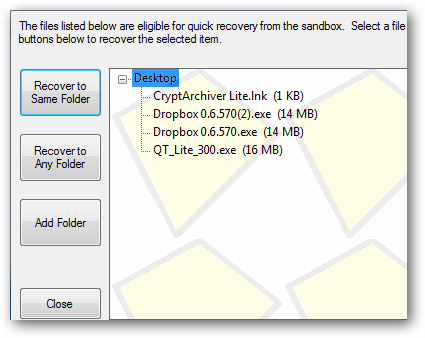 The files listed below are eligible for quick recovery from the sandbox.  Select a file
buttons below to recover the selected item.
Recover to
Same Folder
Recover to
Any Folder
Add Folder
Close
Desktop
CryptArchiver Lite.lnk (1 KB)
Dropbox 0.6.570(2).exe (14 MB)
Dropbox 0.6.570.exe (14 MB)
QT_Lite_300.exe (16 MB)